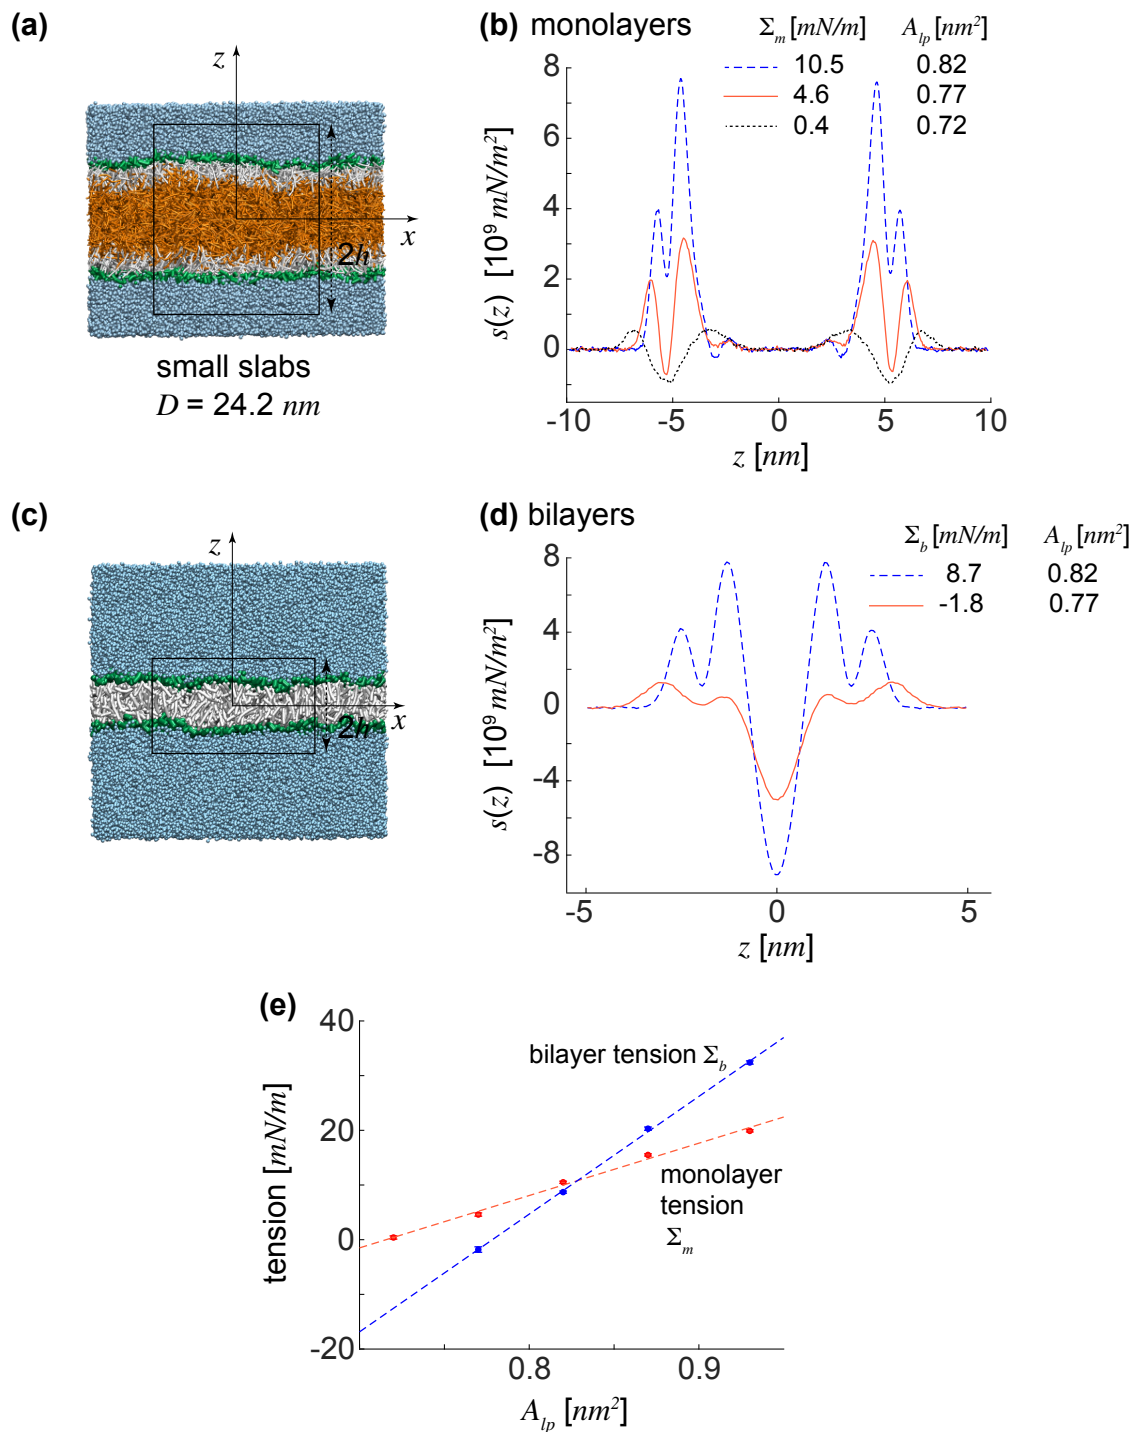 (a)
z
x
2h
small slabs
D = 24.2 nm
(b) monolayers
Σm [mN/m] Alp [nm²]
10.5 0.82
4.6 0.77
0.4 0.72
8
6
4
2
0
s(z) [10⁹ mN/m²]
-10 -5 0 5 10
z [nm]
(c)
z
x
2h
(d) bilayers
Σb [mN/m] Alp [nm²]
8.7 0.82
-1.8 0.77
8
4
0
-4
-8
s(z) [10⁹ mN/m²]
-5 0 5
z [nm]
(e)
40
20
0
-20
tension [mN/m]
bilayer tension Σb
monolayer
tension
Σm
0.8 0.9
Alp [nm²]